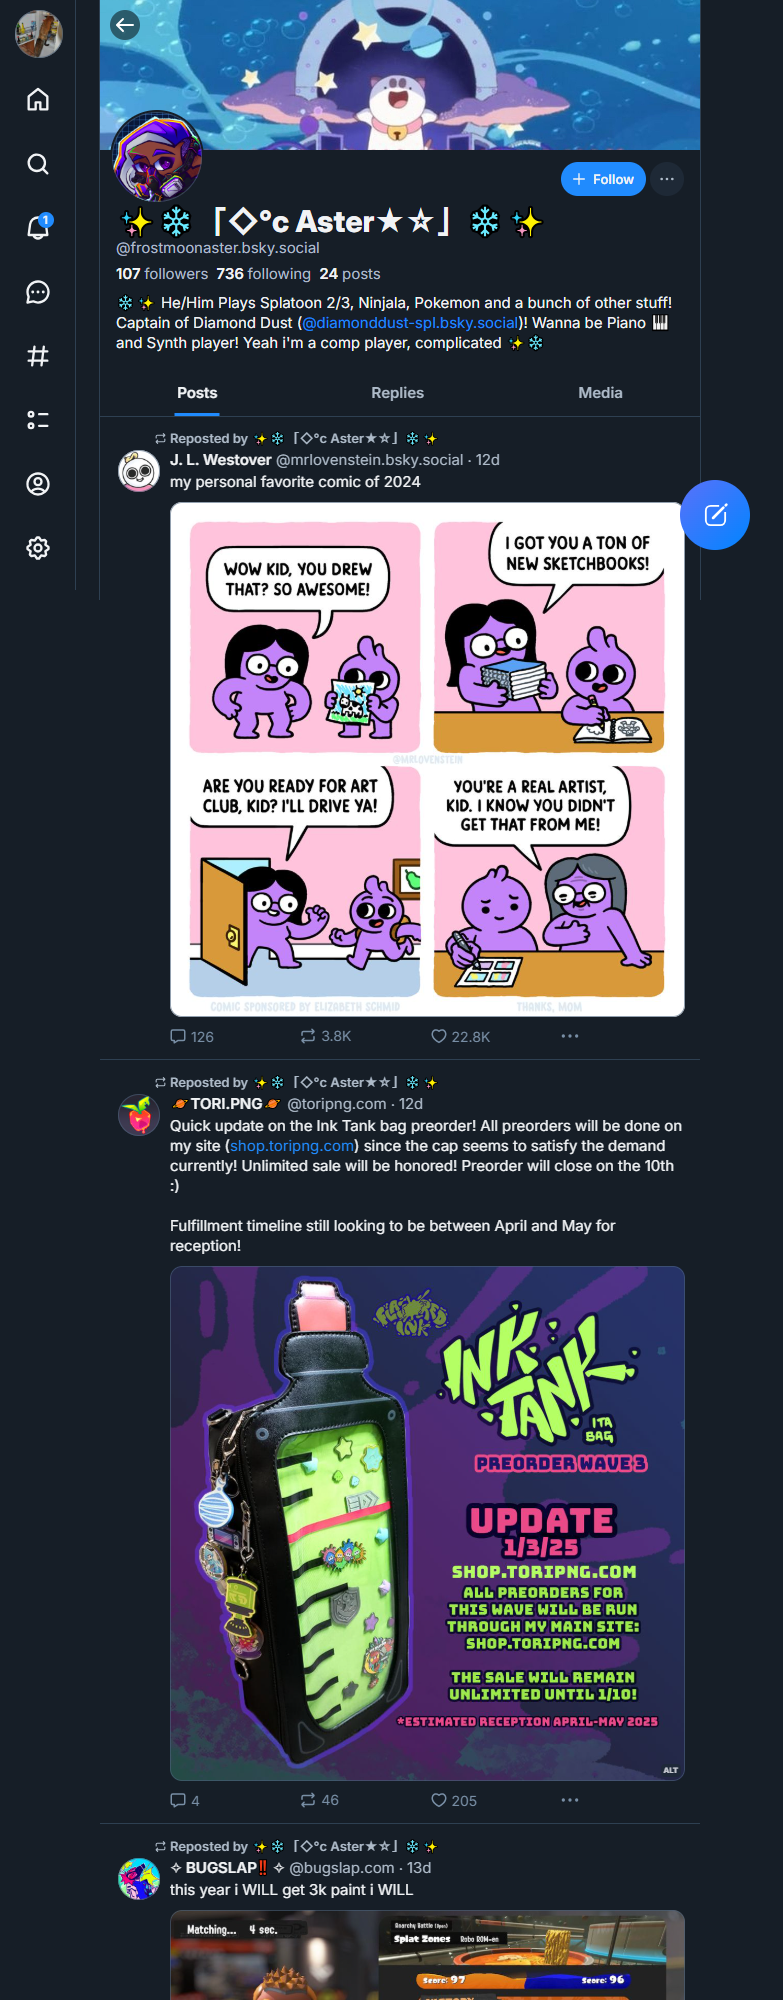 1
+ Follow
✨❄️「◇°c Aster★☆」❄️✨
@frostmoonaster.bsky.social
107 followers 736 following 24 posts
❄️✨ He/Him Plays Splatoon 2/3, Ninjala, Pokemon and a bunch of other stuff!
Captain of Diamond Dust (@diamonddust-spl.bsky.social)! Wanna be Piano 🎹
and Synth player! Yeah i'm a comp player, complicated ✨❄️
Posts
Replies
Media
Reposted by ✨❄️「◇°c Aster★☆」❄️✨
J. L. Westover @mrlovenstein.bsky.social · 12d
my personal favorite comic of 2024
WOW KID, YOU DREW
THAT? SO AWESOME!
I GOT YOU A TON OF
NEW SKETCHBOOKS!
@MRLOVENSTEIN
ARE YOU READY FOR ART
CLUB, KID? I'LL DRIVE YA!
YOU'RE A REAL ARTIST,
KID. I KNOW YOU DIDN'T
GET THAT FROM ME!
COMIC SPONSORED BY ELIZABETH SCHMID
THANKS, MOM
126
3.8K
22.8K
Reposted by ✨❄️「◇°c Aster★☆」❄️✨
🪐TORI.PNG🪐 @toripng.com · 12d
Quick update on the Ink Tank bag preorder! All preorders will be done on
my site (shop.toripng.com) since the cap seems to satisfy the demand
currently! Unlimited sale will be honored! Preorder will close on the 10th
:)
Fulfillment timeline still looking to be between April and May for
reception!
FLAVORED
INK
INK
TANK
ITA
BAG
PREORDER WAVE 3
UPDATE
1/3/25
SHOP.TORIPNG.COM
ALL PREORDERS FOR
THIS WAVE WILL BE RUN
THROUGH MY MAIN SITE:
SHOP.TORIPNG.COM
THE SALE WILL REMAIN
UNLIMITED UNTIL 1/10!
*ESTIMATED RECEPTION APRIL-MAY 2025
ALT
4
46
205
Reposted by ✨❄️「◇°c Aster★☆」❄️✨
✧ BUGSLAP‼️ ✧ @bugslap.com · 13d
this year i WILL get 3k paint i WILL
Matching... 4 sec.
Anarchy Battle (Open)
Splat Zones Robo ROM-en
Score: 97
Score: 96
VICTORY